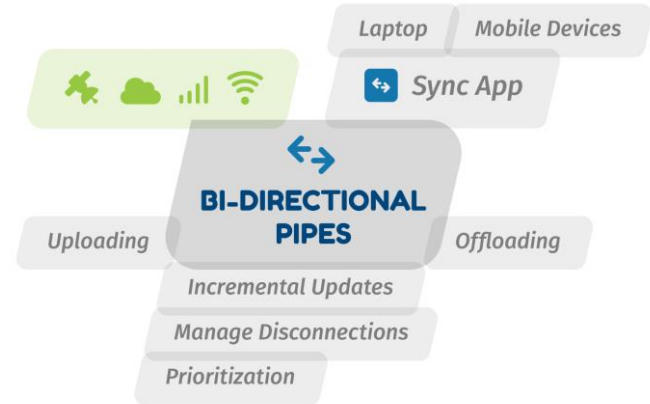 Laptop
Mobile Devices
Sync App
BI-DIRECTIONAL
PIPES
Uploading
Offloading
Incremental Updates
Manage Disconnections
Prioritization